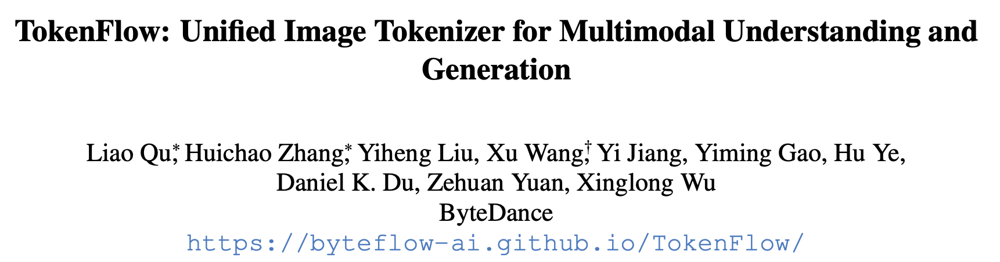 TokenFlow: Unified Image Tokenizer for Multimodal Understanding and
Generation
Liao Qu,* Huichao Zhang,* Yiheng Liu, Xu Wang,† Yi Jiang, Yiming Gao, Hu Ye,
Daniel K. Du, Zehuan Yuan, Xinglong Wu
ByteDance
https://byteflow-ai.github.io/TokenFlow/